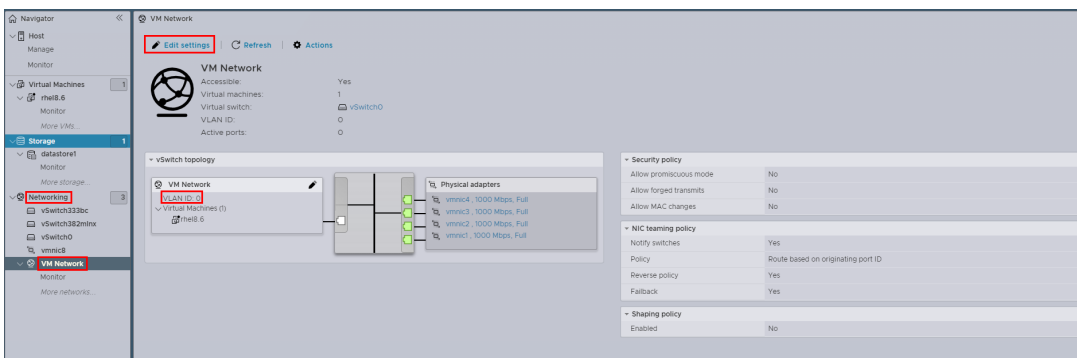 Navigator
Host
Manage
Monitor
Virtual Machines 1
rhel8.6
Monitor
More VMs...
Storage 1
datastore1
Monitor
More storage...
Networking 3
vSwitch333bc
vSwitch382mlnx
vSwitch0
vmnic8
VM Network
Monitor
More networks...
VM Network
Edit settings Refresh Actions
VM Network
Accessible: Yes
Virtual machines: 1
Virtual switch: vSwitch0
VLAN ID: 0
Active ports: 0
vSwitch topology
VM Network
VLAN ID: 0
Virtual Machines (1)
rhel8.6
Physical adapters
vmnic4 , 1000 Mbps, Full
vmnic3 , 1000 Mbps, Full
vmnic2 , 1000 Mbps, Full
vmnic1 , 1000 Mbps, Full
Security policy
Allow promiscuous mode No
Allow forged transmits No
Allow MAC changes No
NIC teaming policy
Notify switches Yes
Policy Route based on originating port ID
Reverse policy Yes
Failback Yes
Shaping policy
Enabled No